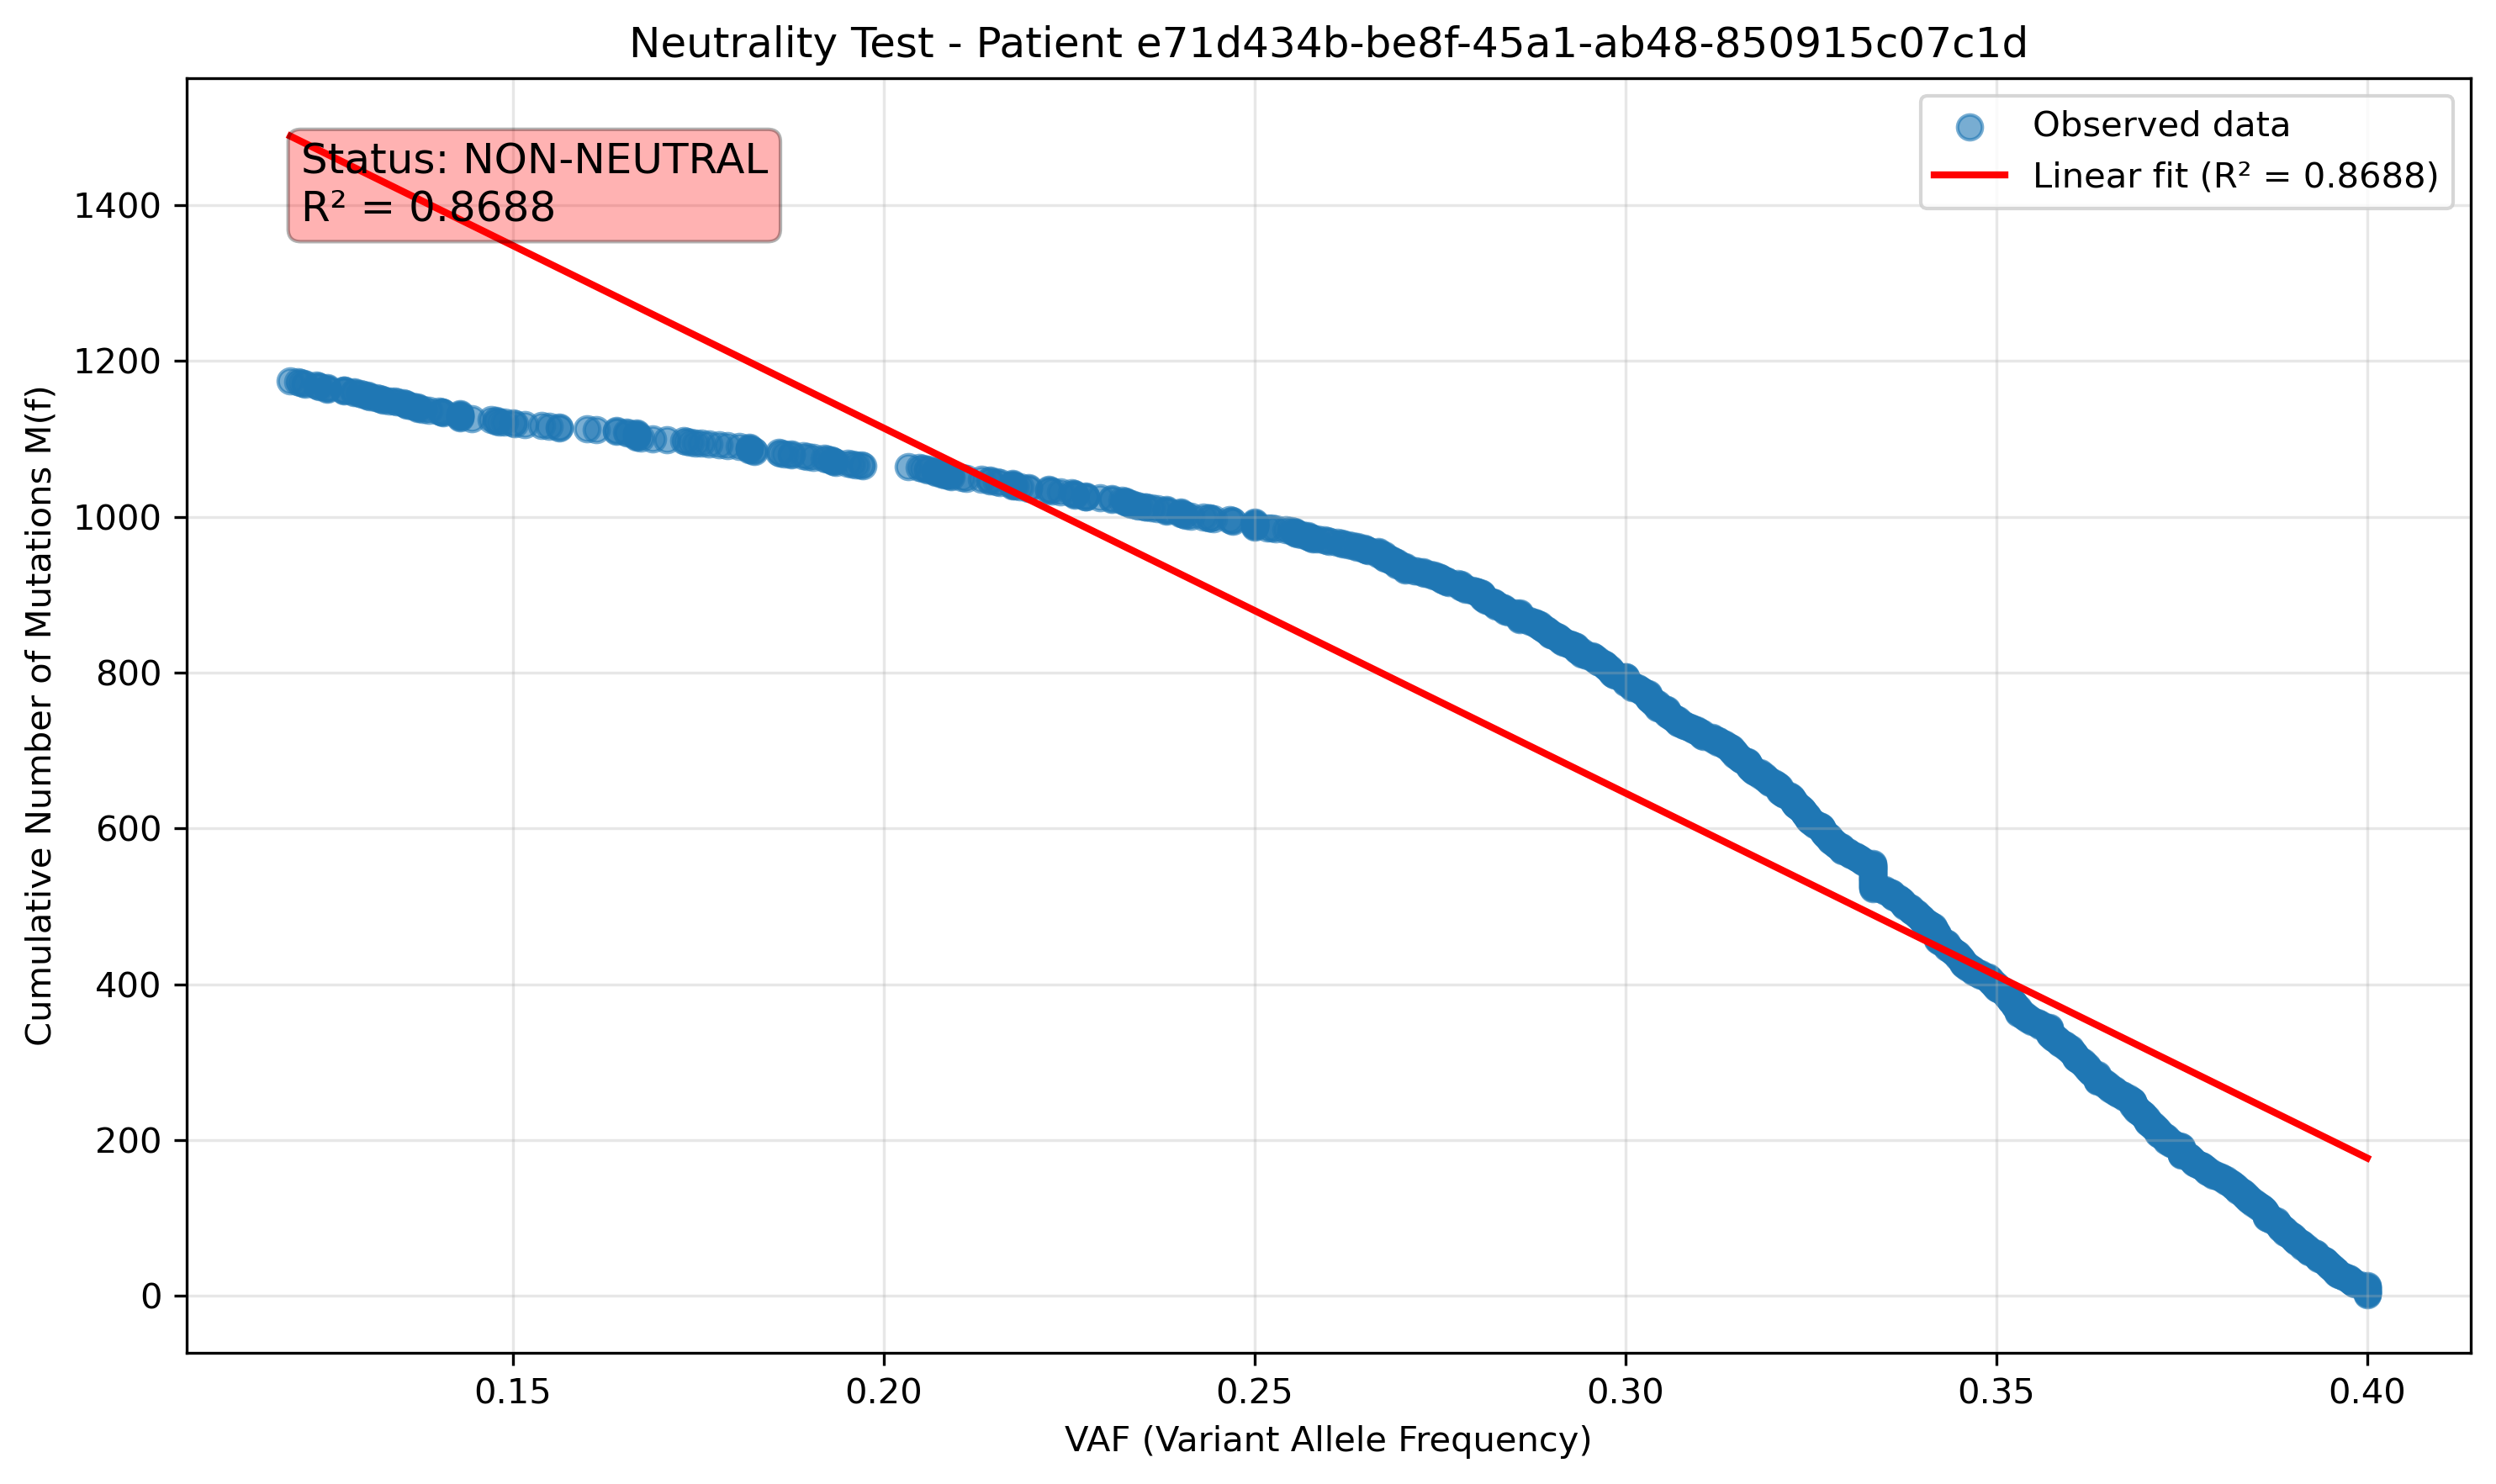 Neutrality Test - Patient e71d434b-be8f-45a1-ab48-850915c07c1d
Observed data
Linear fit (R² = 0.8688)
Status: NON-NEUTRAL
R² = 0.8688
Cumulative Number of Mutations M(f)
1400
1200
1000
800
600
400
200
0
0.15
0.20
0.25
0.30
0.35
0.40
VAF (Variant Allele Frequency)